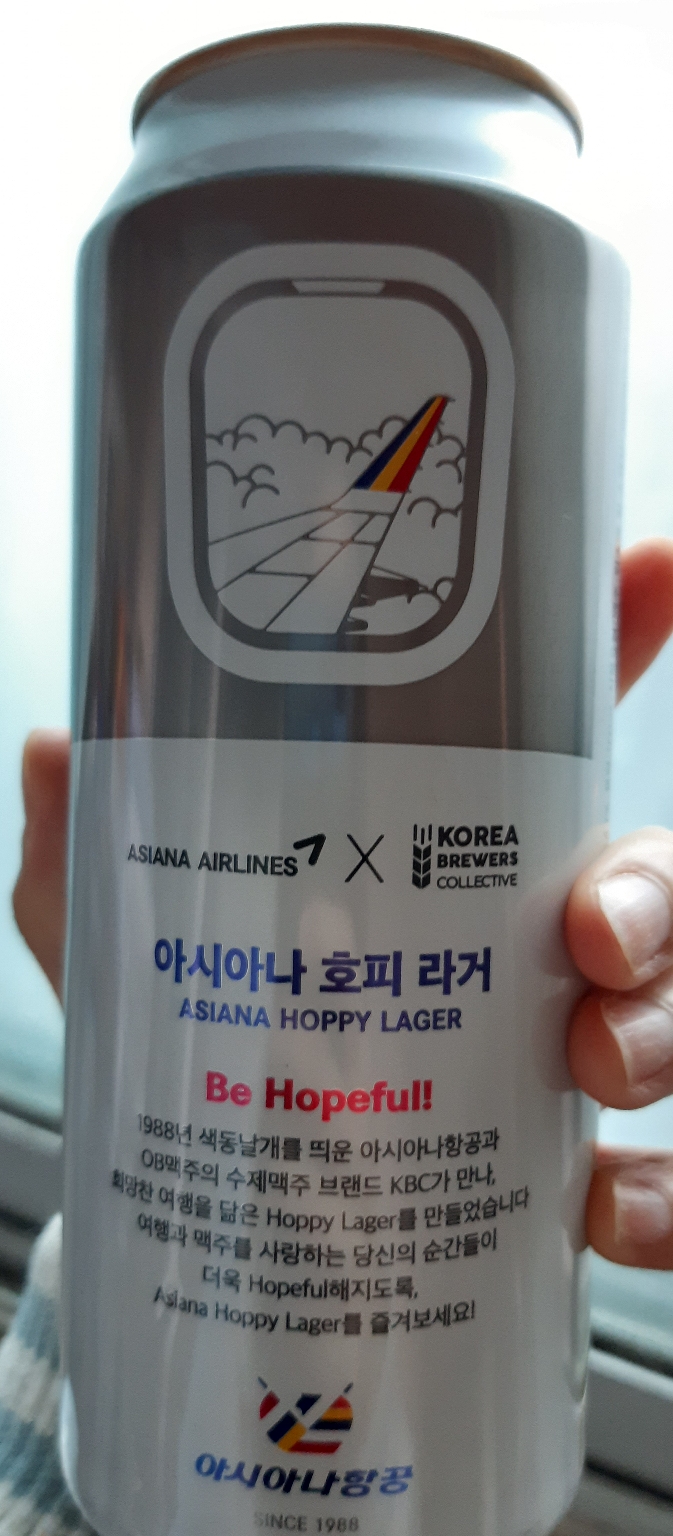 ASIANA AIRLINES X KOREA BREWERS COLLECTIVE
아시아나 호피 라거
ASIANA HOPPY LAGER
Be Hopeful!
1988년 색동날개를 띄운 아시아나항공과
OB맥주의 수제맥주 브랜드 KBC가 만나,
희망찬 여행을 닮은 Hoppy Lager를 만들었습니다
여행과 맥주를 사랑하는 당신의 순간들이
더욱 Hopeful해지도록,
Asiana Hoppy Lager를 즐겨보세요!
아시아나항공
SINCE 1988